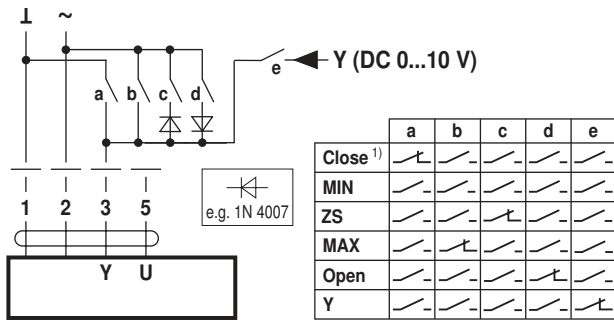 ⊥ ~
a b c d e Y (DC 0...10 V)
1 2 3 5
Y U
e.g. 1N 4007
a b c d e
Close 1)
MIN
ZS
MAX
Open
Y